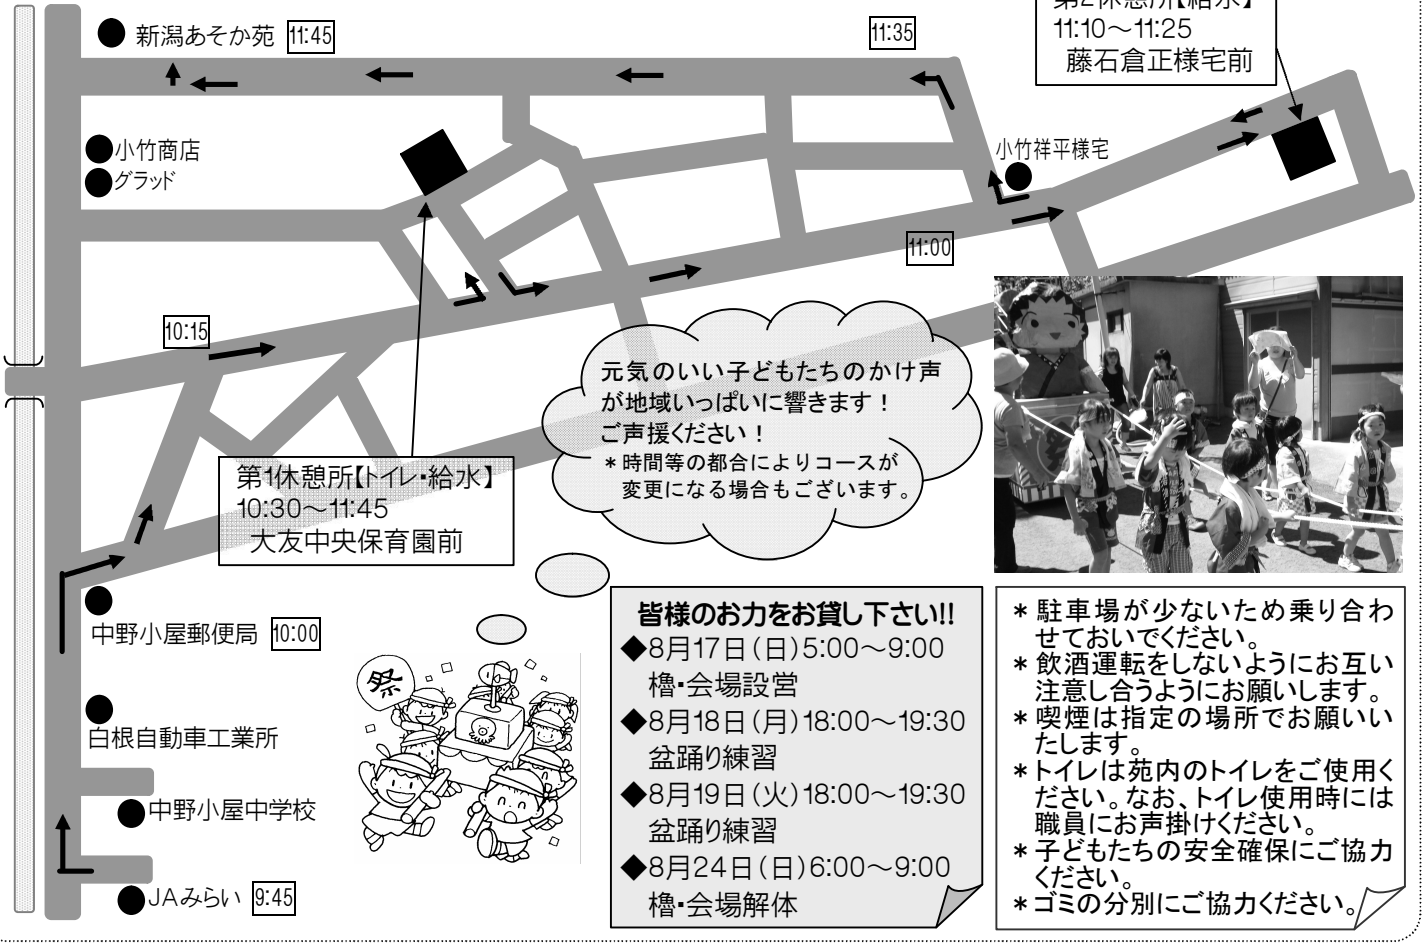 第2休憩所【給水】
11:10～11:25
藤石倉正様宅前
新潟あそか苑 11:45
11:35
小竹商店
グラッド
小竹祥平様宅
11:00
10:15
元気のいい子どもたちのかけ声
が地域いっぱいに響きます！
ご声援ください！
＊時間等の都合によりコースが
変更になる場合もございます。
第1休憩所【トイレ・給水】
10:30～11:45
大友中央保育園前
中野小屋郵便局 10:00
白根自動車工業所
中野小屋中学校
JAみらい 9:45
祭
皆様のお力をお貸し下さい!!
◆8月17日(日)5:00～9:00
櫓・会場設営
◆8月18日(月)18:00～19:30
盆踊り練習
◆8月19日(火)18:00～19:30
盆踊り練習
◆8月24日(日)6:00～9:00
櫓・会場解体
＊駐車場が少ないため乗り合わ
せておいでください。
＊飲酒運転をしないようにお互い
注意し合うようにお願いします。
＊喫煙は指定の場所でお願いい
たします。
＊トイレは苑内のトイレをご使用く
ださい。なお、トイレ使用時には
職員にお声掛けください。
＊子どもたちの安全確保にご協力
ください。
＊ゴミの分別にご協力ください。